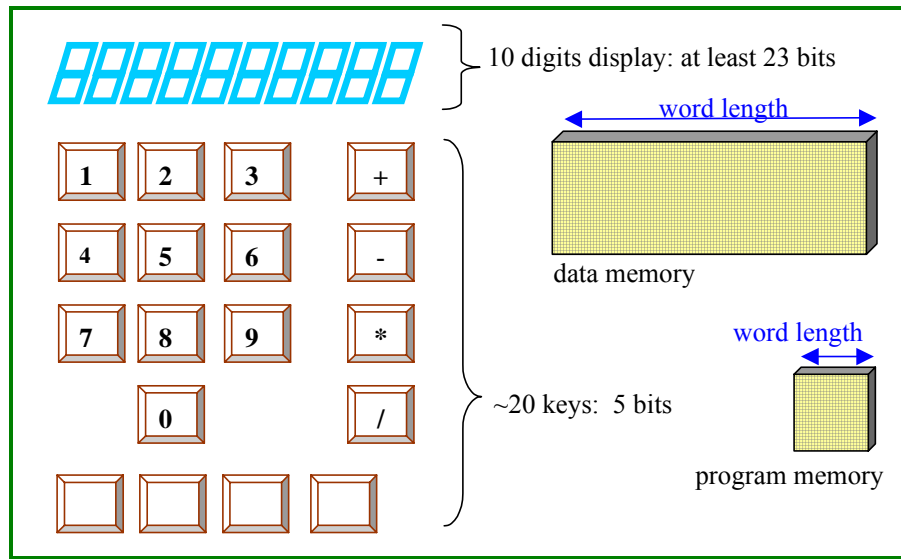 8888888888
10 digits display: at least 23 bits
word length
1 2 3 +
4 5 6 -
data memory
7 8 9 *
word length
0 /
~20 keys: 5 bits
program memory